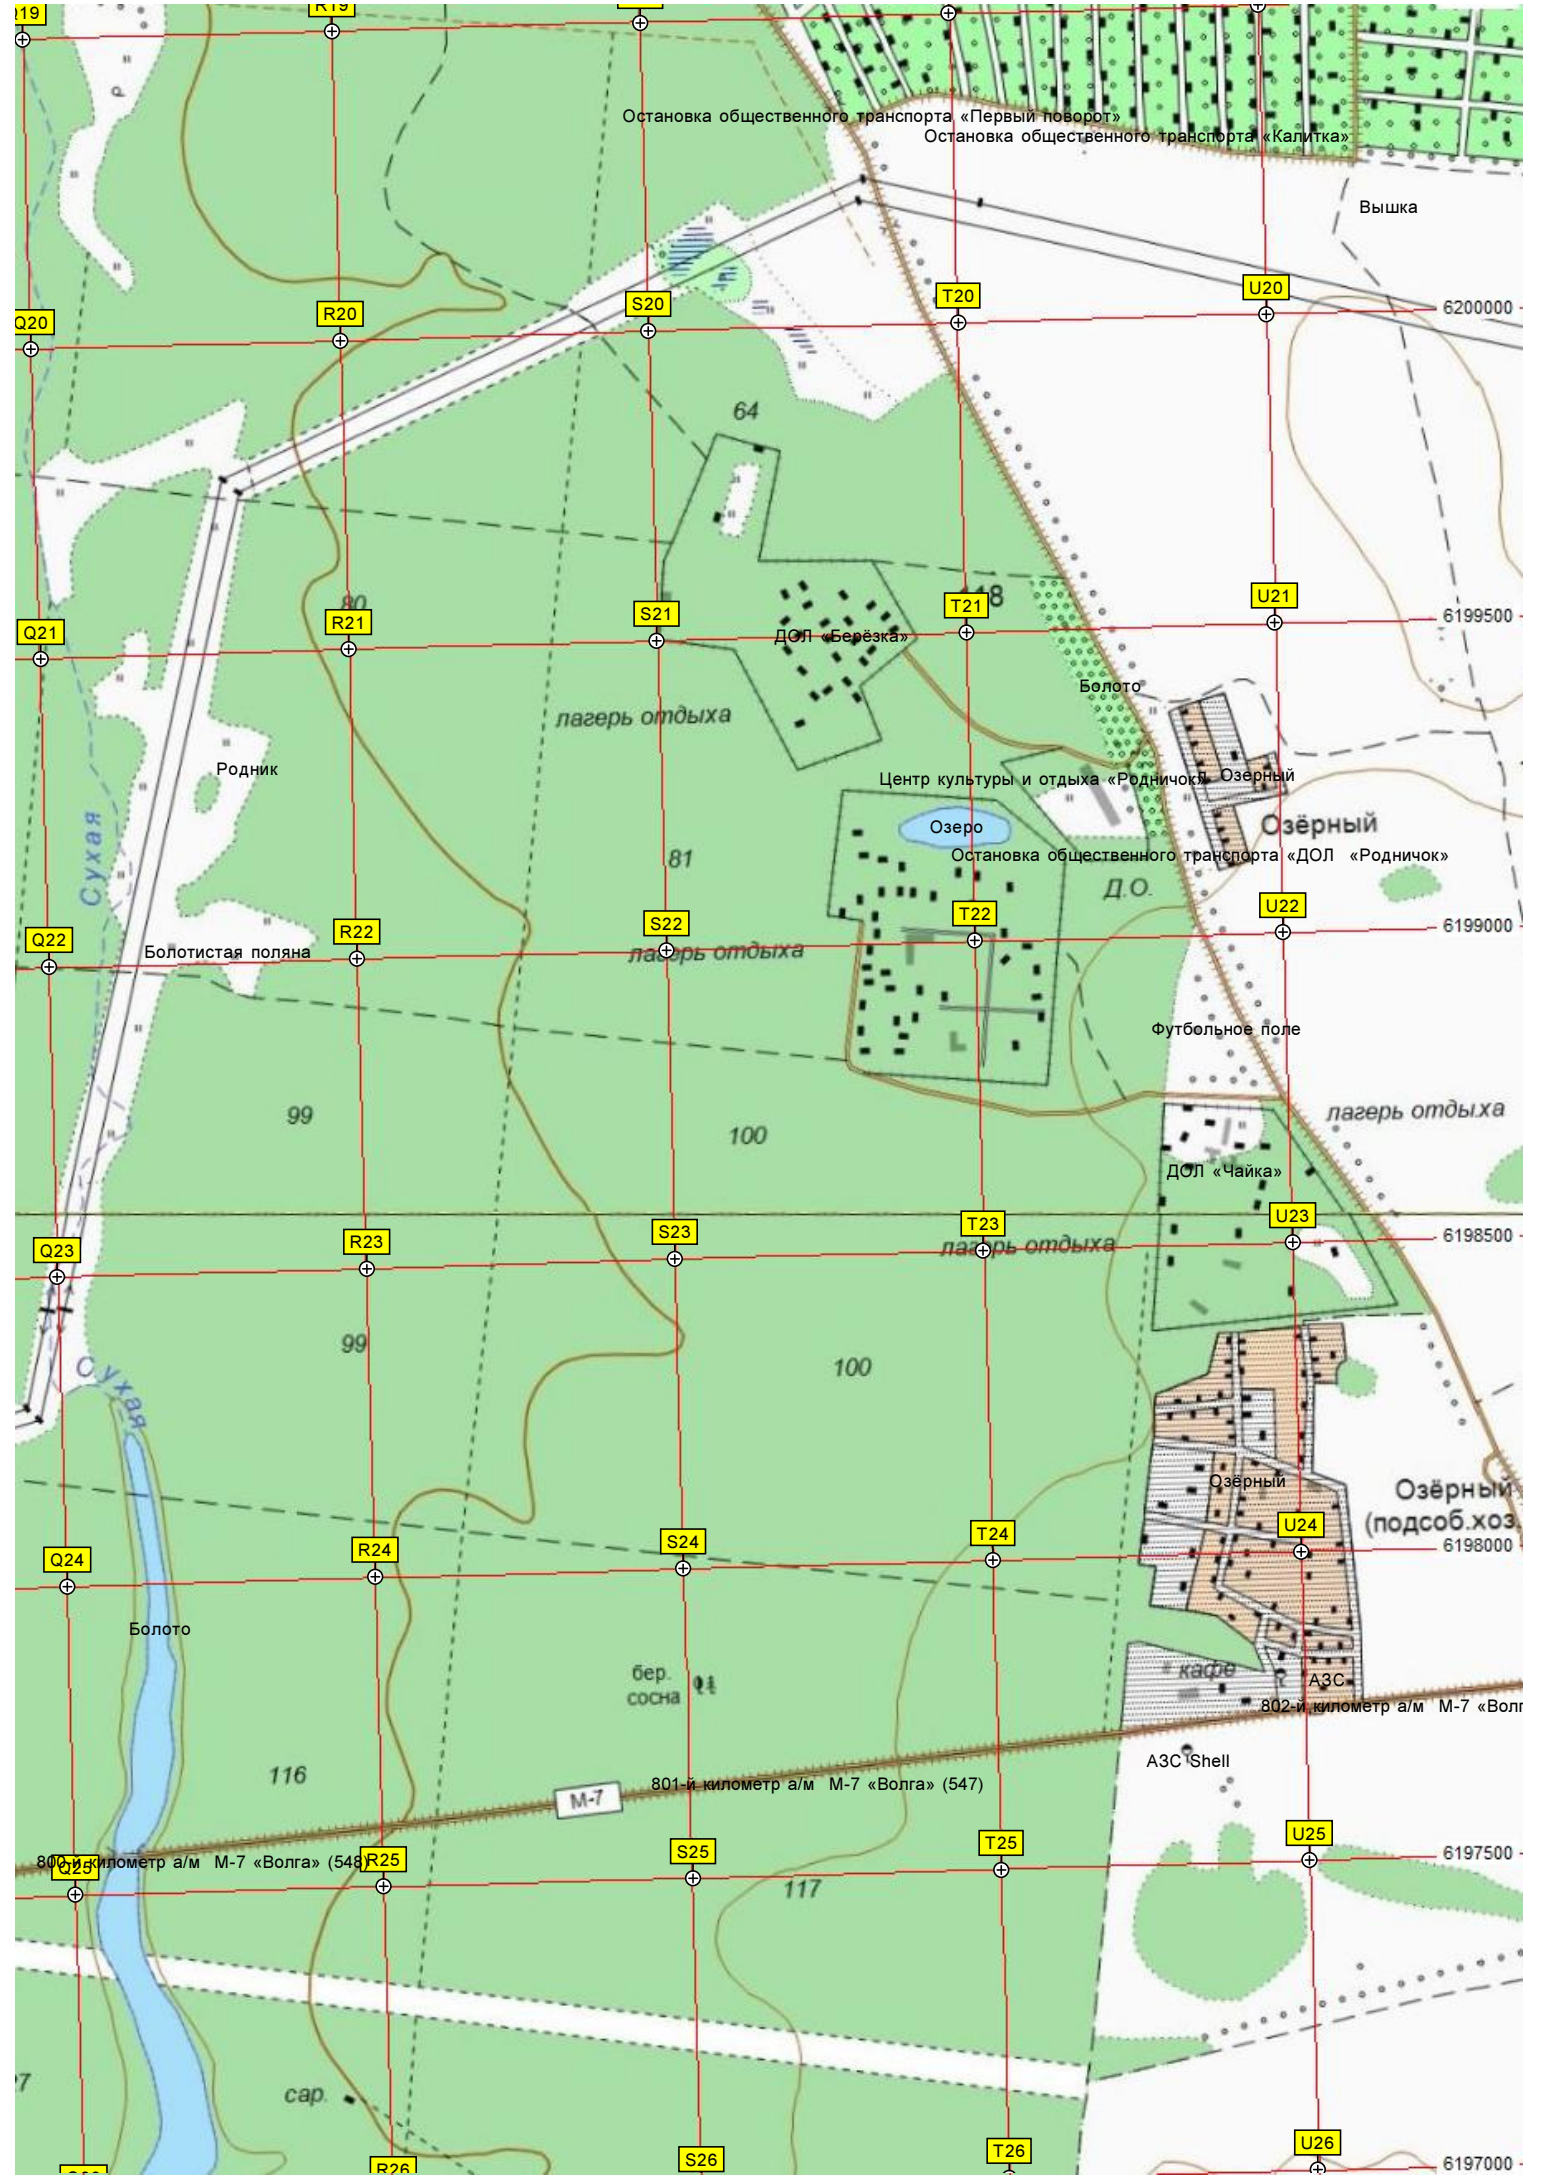 R19
Остановка общественного транспорта «Первый поворот»
Остановка общественного транспорта «Калитка»
Вышка
Q20
R20
S20
T20
U20
6200000
64
80
Q21
R21
S21
T21
U21
6199500
ДОЛ «Берёзка»
Болото
лагерь отдыха
Родник
Центр культуры и отдыха «Родничок»
Озерный
Озёрный
Сухая
Озеро
81
Остановка общественного транспорта «ДОЛ «Родничок»
Д.О.
Q22
R22
S22
T22
U22
6199000
Болотистая поляна
лагерь отдыха
Футбольное поле
99
100
лагерь отдыха
ДОЛ «Чайка»
Q23
R23
S23
T23
U23
6198500
лагерь отдыха
99
100
Сухая
Озёрный
Озёрный
(подсоб.хоз.
Q24
R24
S24
T24
U24
6198000
Болото
бер.
сосна
кафе
АЗС
802-й километр а/м М-7
АЗС Shell
116
М-7
801-й километр а/м М-7 «Волга» (547)
800-й километр а/м М-7 «Волга» (548)
Q25
R25
S25
T25
U25
6197500
117
сар.
R26
S26
T26
U26
6197000